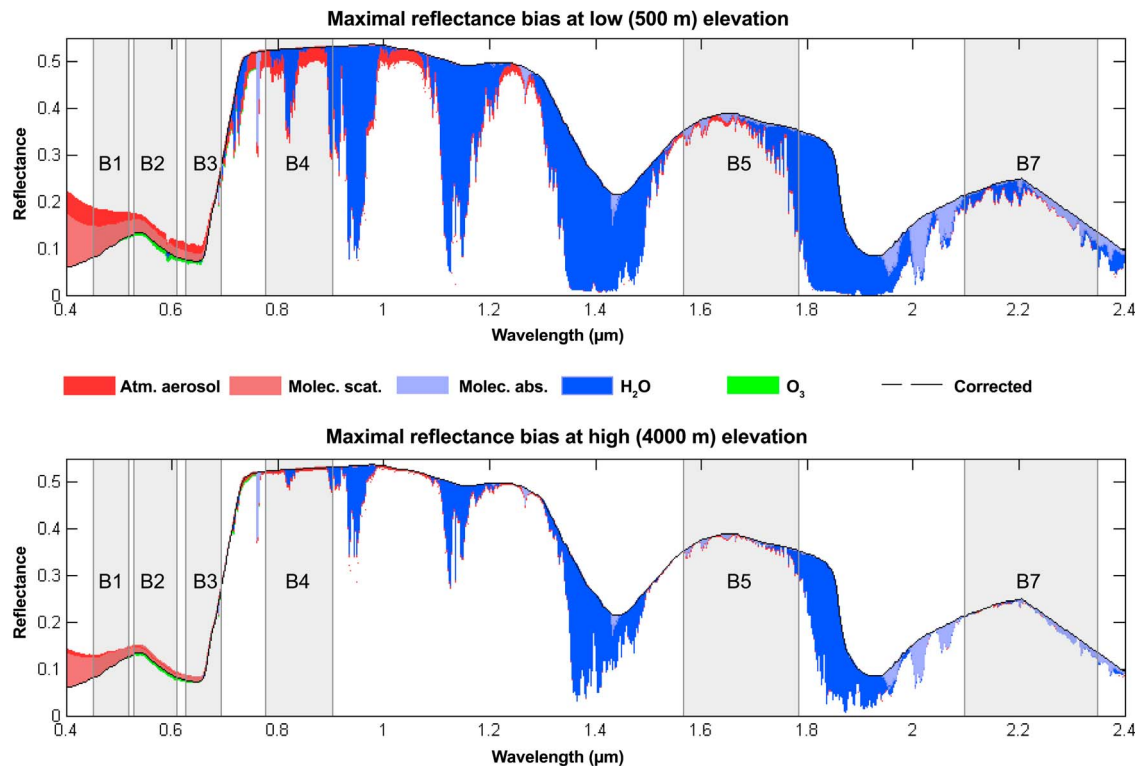 Maximal reflectance bias at low (500 m) elevation
Reflectance
0.5
0.4
0.3
0.2
0.1
0
B1 B2 B3 B4 B5 B7
0.4 0.6 0.8 1 1.2 1.4 1.6 1.8 2 2.2 2.4
Wavelength (µm)
Atm. aerosol Molec. scat. Molec. abs. H₂O O₃ Corrected
Maximal reflectance bias at high (4000 m) elevation
Reflectance
0.5
0.4
0.3
0.2
0.1
0
B1 B2 B3 B4 B5 B7
0.4 0.6 0.8 1 1.2 1.4 1.6 1.8 2 2.2 2.4
Wavelength (µm)